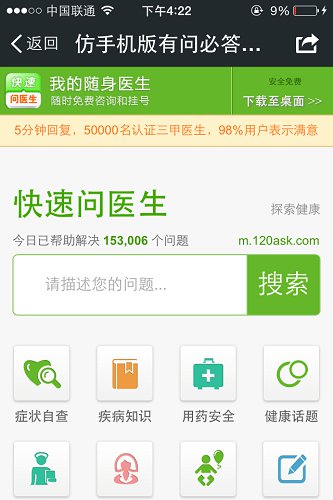 中国联通 下午4:22 9%
返回 仿手机版有问必答...
快速 问医生 我的随身医生 随时免费咨询和挂号 安全免费 下载至桌面 >>
5分钟回复，50000名认证三甲医生，98%用户表示满意
快速问医生 探索健康
今日已帮助解决 153,006 个问题 m.120ask.com
请描述您的问题... 搜索
症状自查 疾病知识 用药安全 健康话题